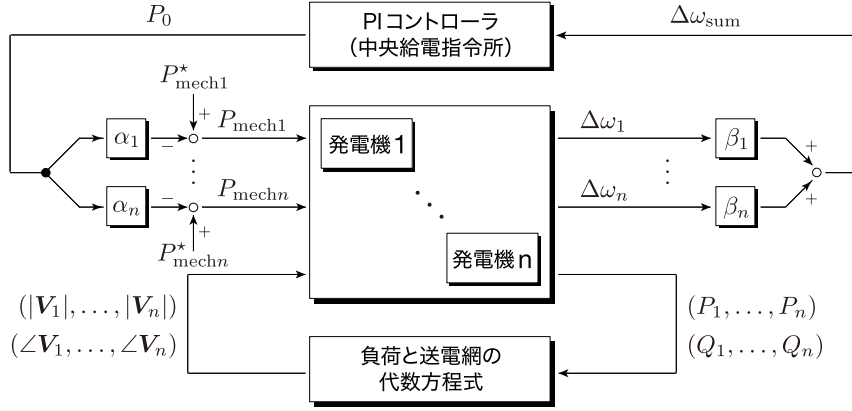 P_0
PIコントローラ
(中央給電指令所)
Δω_sum
P^⋆_mech1
+
α_1
−
P_mech1
発電機 1
Δω_1
β_1
+
⋮
⋱
⋮
α_n
−
P_mechn
Δω_n
β_n
+
+
P^⋆_mechn
発電機 n
(|V_1|, . . . , |V_n|)
(∠V_1, . . . , ∠V_n)
負荷と送電網の
代数方程式
(P_1, . . . , P_n)
(Q_1, . . . , Q_n)